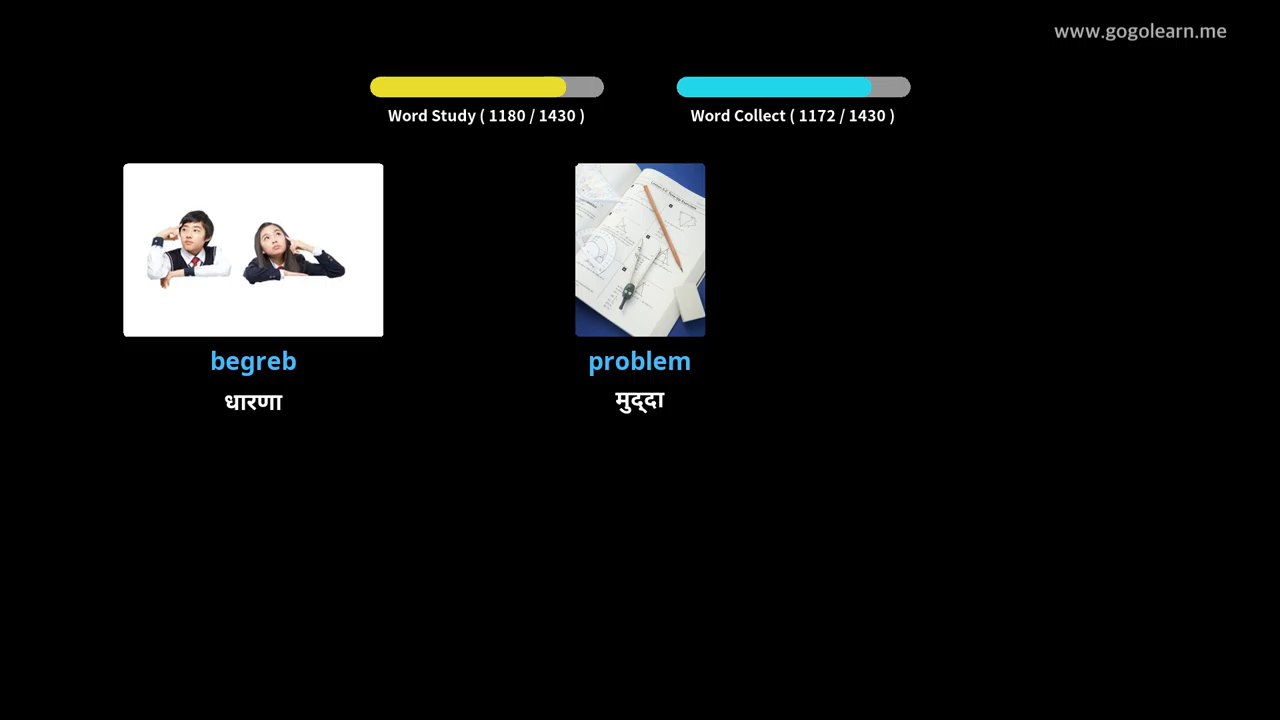 www.gogolearn.me
Word Study ( 1180 / 1430 )
Word Collect ( 1172 / 1430 )
begreb
धारणा
problem
मुद्‌दा